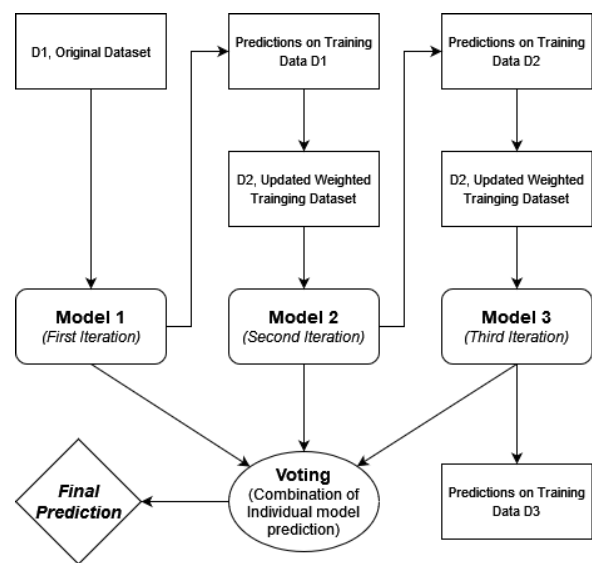 D1, Original Dataset
Predictions on Training
Data D1
Predictions on Training
Data D2
D2, Updated Weighted
Trainging Dataset
D2, Updated Weighted
Trainging Dataset
Model 1
(First Iteration)
Model 2
(Second Iteration)
Model 3
(Third Iteration)
Final
Prediction
Voting
(Combination of
Individual model
prediction)
Predictions on Training
Data D3